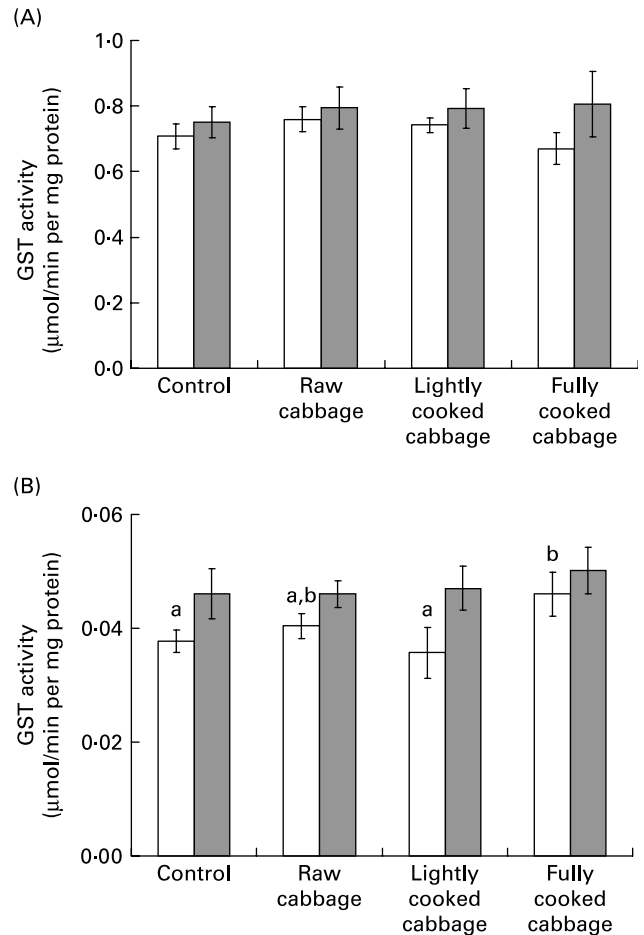 (A)
1·0
0·8
0·6
0·4
0·2
0·0
GST activity
(μmol/min per mg protein)
Control
Raw
cabbage
Lightly
cooked
cabbage
Fully
cooked
cabbage
(B)
0·06
0·04
0·02
0·00
GST activity
(μmol/min per mg protein)
a
a,b
a
b
Control
Raw
cabbage
Lightly
cooked
cabbage
Fully
cooked
cabbage